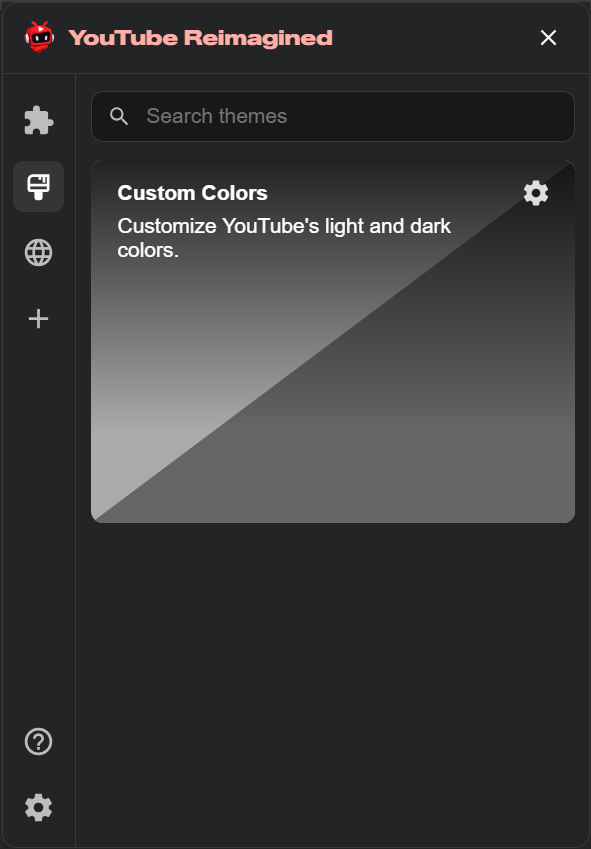 YouTube Reimagined
Search themes
Custom Colors
Customize YouTube's light and dark
colors.